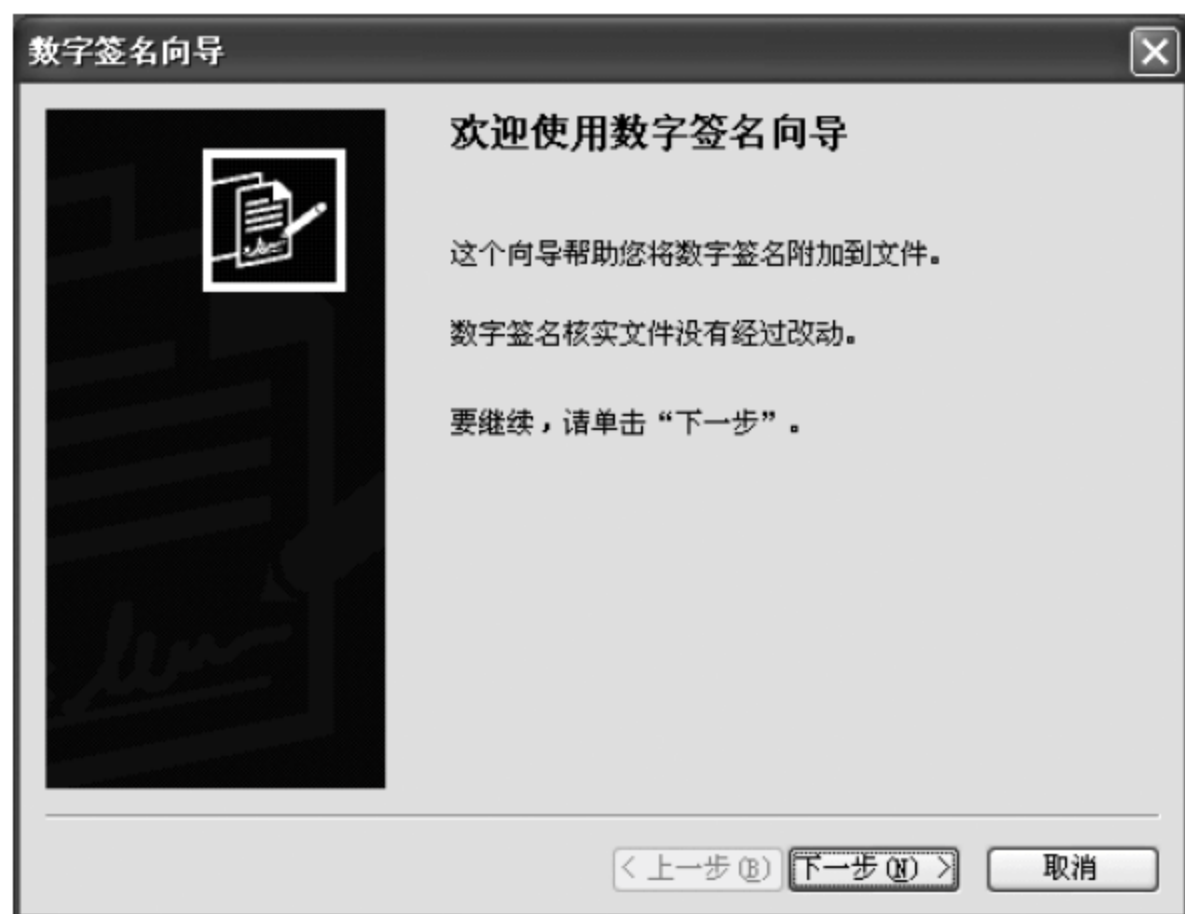 数字签名向导
欢迎使用数字签名向导
这个向导帮助您将数字签名附加到文件。
数字签名核实文件没有经过改动。
要继续，请单击“下一步”。
< 上一步(B)
下一步(N) >
取消